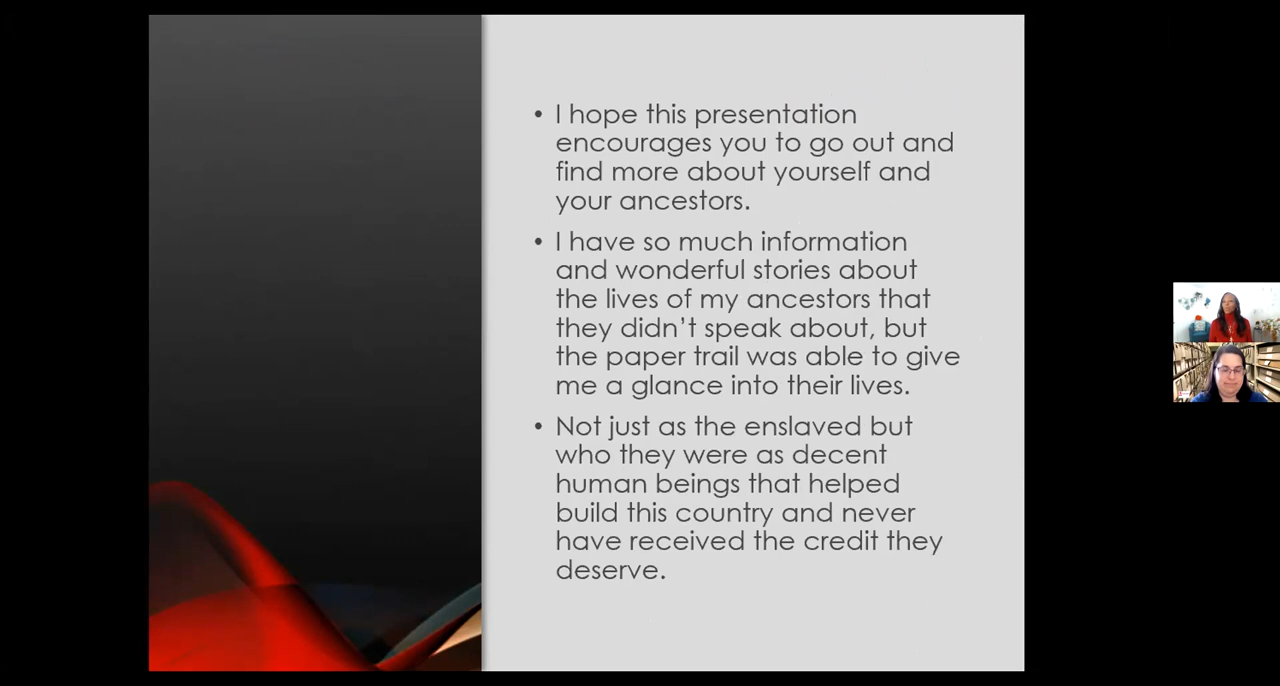 • I hope this presentation
encourages you to go out and
find more about yourself and
your ancestors.
• I have so much information
and wonderful stories about
the lives of my ancestors that
they didn't speak about, but
the paper trail was able to give
me a glance into their lives.
• Not just as the enslaved but
who they were as decent
human beings that helped
build this country and never
have received the credit they
deserve.